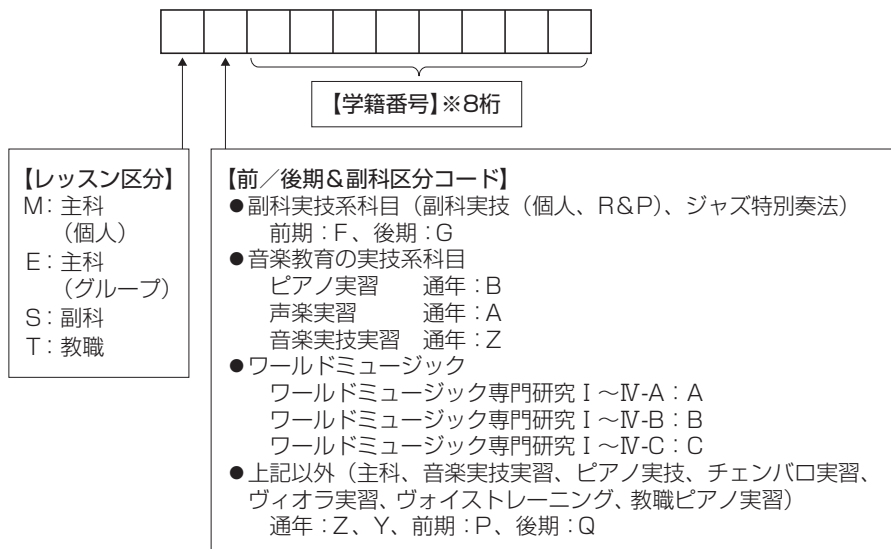 【学籍番号】※8桁
【レッスン区分】
M：主科
（個人）
E：主科
（グループ）
S：副科
T：教職
【前／後期&副科区分コード】
●副科実技系科目（副科実技（個人、R&P）、ジャズ特別奏法）
前期：F、後期：G
●音楽教育の実技系科目
ピアノ実習　通年：B
声楽実習　通年：A
音楽実技実習　通年：Z
●ワールドミュージック
ワールドミュージック専門研究Ⅰ～Ⅳ-A：A
ワールドミュージック専門研究Ⅰ～Ⅳ-B：B
ワールドミュージック専門研究Ⅰ～Ⅳ-C：C
●上記以外（主科、音楽実技実習、ピアノ実技、チェンバロ実習、
ヴィオラ実習、ヴォイストレーニング、教職ピアノ実習）
通年：Z、Y、前期：P、後期：Q